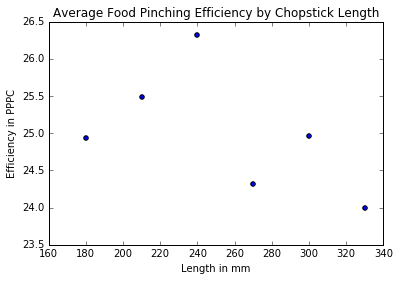 Average Food Pinching Efficiency by Chopstick Length
26.5
26.0
25.5
25.0
24.5
24.0
23.5
Efficiency in PPPC
160 180 200 220 240 260 280 300 320 340
Length in mm